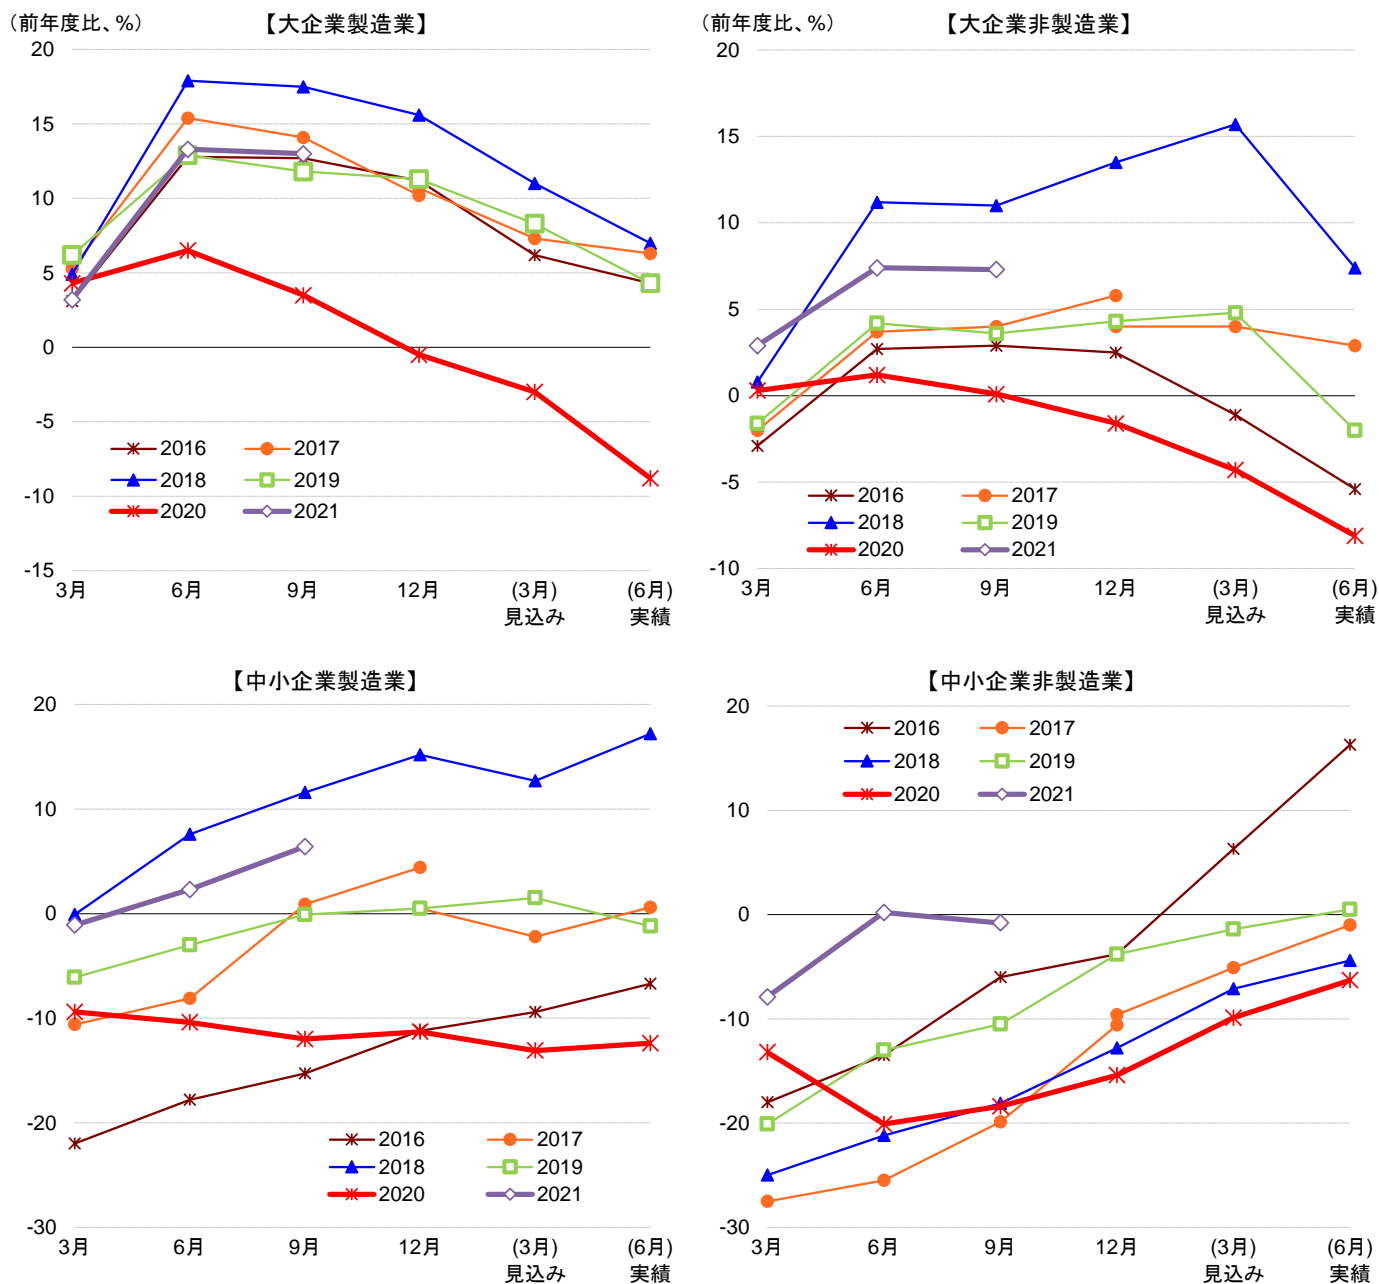 (前年度比、%)
【大企業製造業】
20
15
10
5
0
-5
-10
-15
2016
2017
2018
2019
2020
2021
3月
6月
9月
12月
(3月)
見込み
(6月)
実績
(前年度比、%)
【大企業非製造業】
20
15
10
5
0
-5
-10
2016
2017
2018
2019
2020
2021
3月
6月
9月
12月
(3月)
見込み
(6月)
実績
【中小企業製造業】
20
10
0
-10
-20
-30
2016
2017
2018
2019
2020
2021
3月
6月
9月
12月
(3月)
見込み
(6月)
実績
【中小企業非製造業】
20
10
0
-10
-20
-30
2016
2017
2018
2019
2020
2021
3月
6月
9月
12月
(3月)
見込み
(6月)
実績